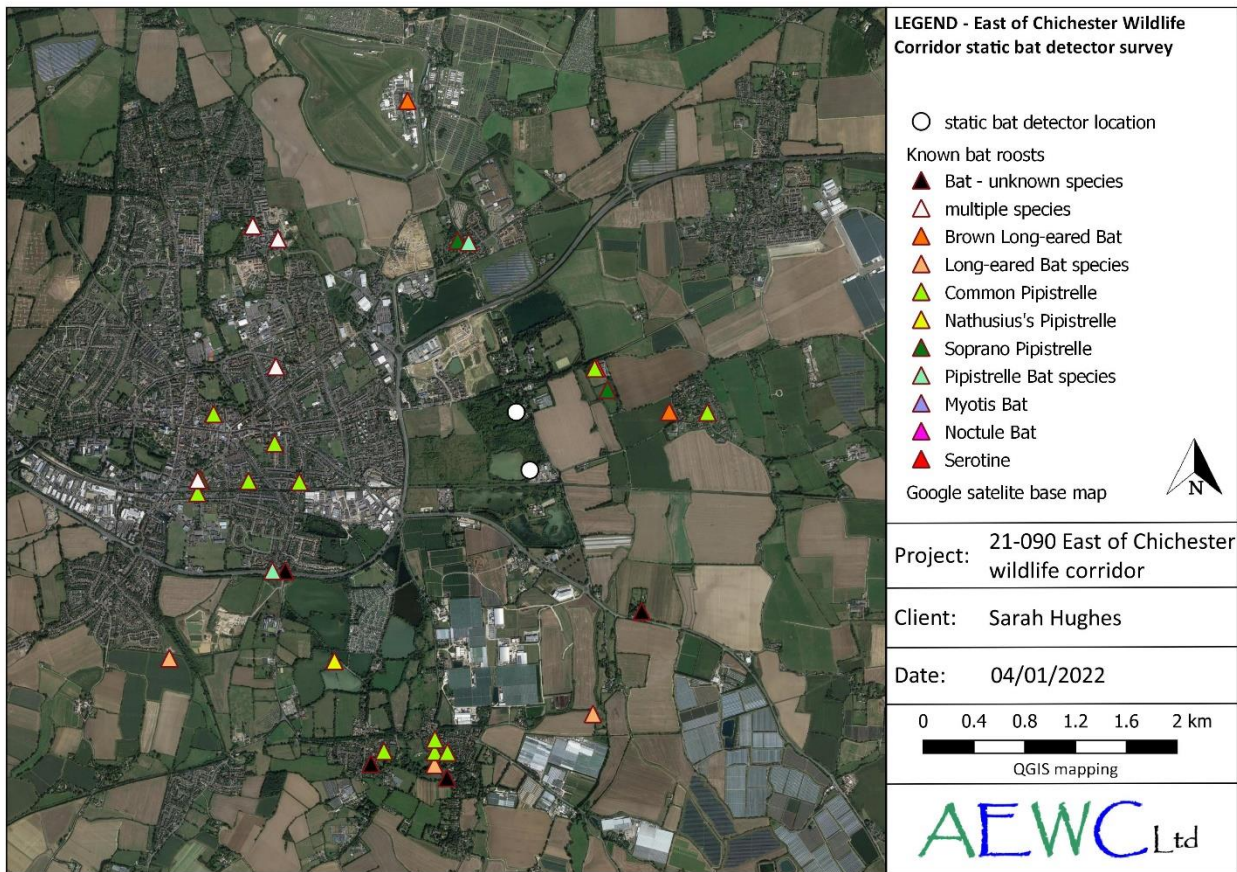 LEGEND - East of Chichester Wildlife
Corridor static bat detector survey
static bat detector location
Known bat roosts
Bat - unknown species
multiple species
Brown Long-eared Bat
Long-eared Bat species
Common Pipistrelle
Nathusius's Pipistrelle
Soprano Pipistrelle
Pipistrelle Bat species
Myotis Bat
Noctule Bat
Serotine
Google satelite base map
N
Project: 21-090 East of Chichester
wildlife corridor
Client: Sarah Hughes
Date: 04/01/2022
0 0.4 0.8 1.2 1.6 2 km
QGIS mapping
AEWC Ltd